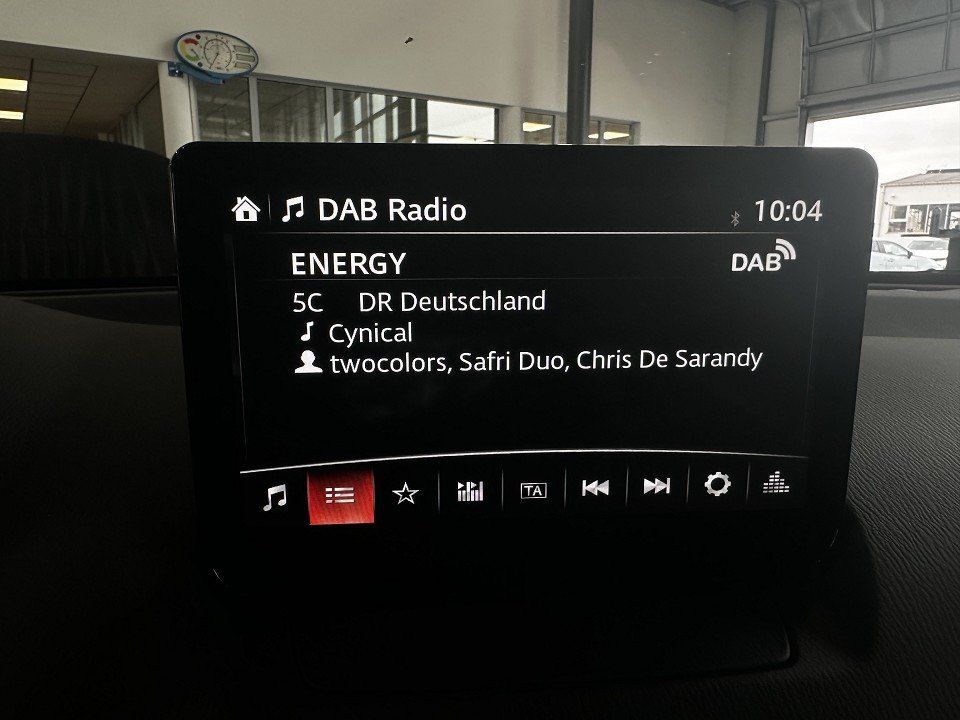 DAB Radio 10:04
ENERGY DAB
5C DR Deutschland
Cynical
twocolors, Safri Duo, Chris De Sarandy
TA